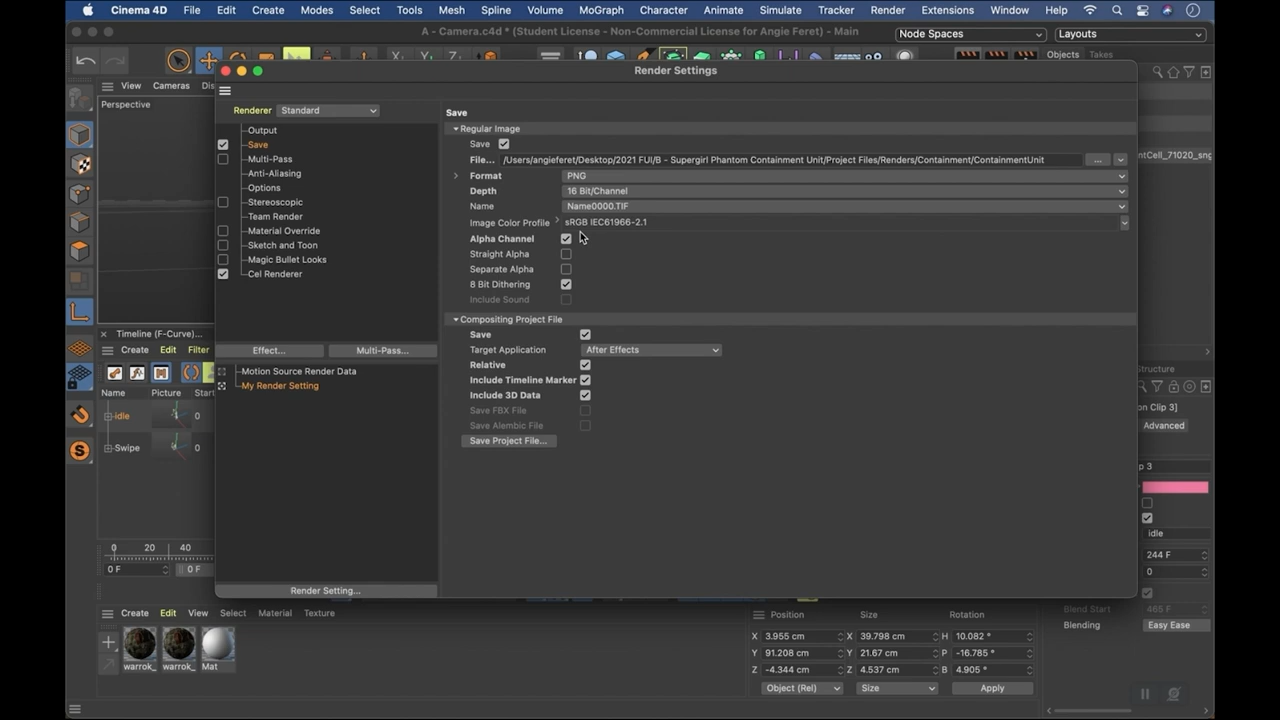 Cinema 4D File Edit Create Modes Select Tools Mesh Spline Volume MoGraph Character Animate Simulate Tracker Render Extensions Window Help
A - Camera.c4d * (Student License - Non-Commercial License for Angie Feret) - Main
Node Spaces
Layouts
Objects Takes
View Cameras Dis
Perspective
Render Settings
Renderer Standard
Output
Save
Multi-Pass
Anti-Aliasing
Options
Stereoscopic
Team Render
Material Override
Sketch and Toon
Magic Bullet Looks
Cel Renderer
Effect... Multi-Pass...
Motion Source Render Data
My Render Setting
Render Setting...
Save
Regular Image
Save
File... /Users/angieferet/Desktop/2021 FUI/B - Supergirl Phantom Containment Unit/Project Files/Renders/Containment/ContainmentUnit ...
Format PNG
Depth 16 Bit/Channel
Name Name0000.TIF
Image Color Profile sRGB IEC61966-2.1
Alpha Channel
Straight Alpha
Separate Alpha
8 Bit Dithering
Include Sound
Compositing Project File
Save
Target Application After Effects
Relative
Include Timeline Marker
Include 3D Data
Save FBX File
Save Alembic File
Save Project File...
Timeline (F-Curve)...
Create Edit Filter
Name Picture Start
idle 0
Swipe 0
0 20 40
0 F 0 F
Create Edit View Select Material Texture
warrok_ warrok_ Mat
Position Size Rotation
X 3.955 cm X 39.798 cm H 10.082 °
Y 91.208 cm Y 21.67 cm P -16.785 °
Z -4.344 cm Z 4.537 cm B 4.905 °
Object (Rel) Size Apply
ntCell_71020_sng
Structure
on Clip 3]
Advanced
p 3
idle
244 F
0
Blend Start 465 F
Blending Easy Ease